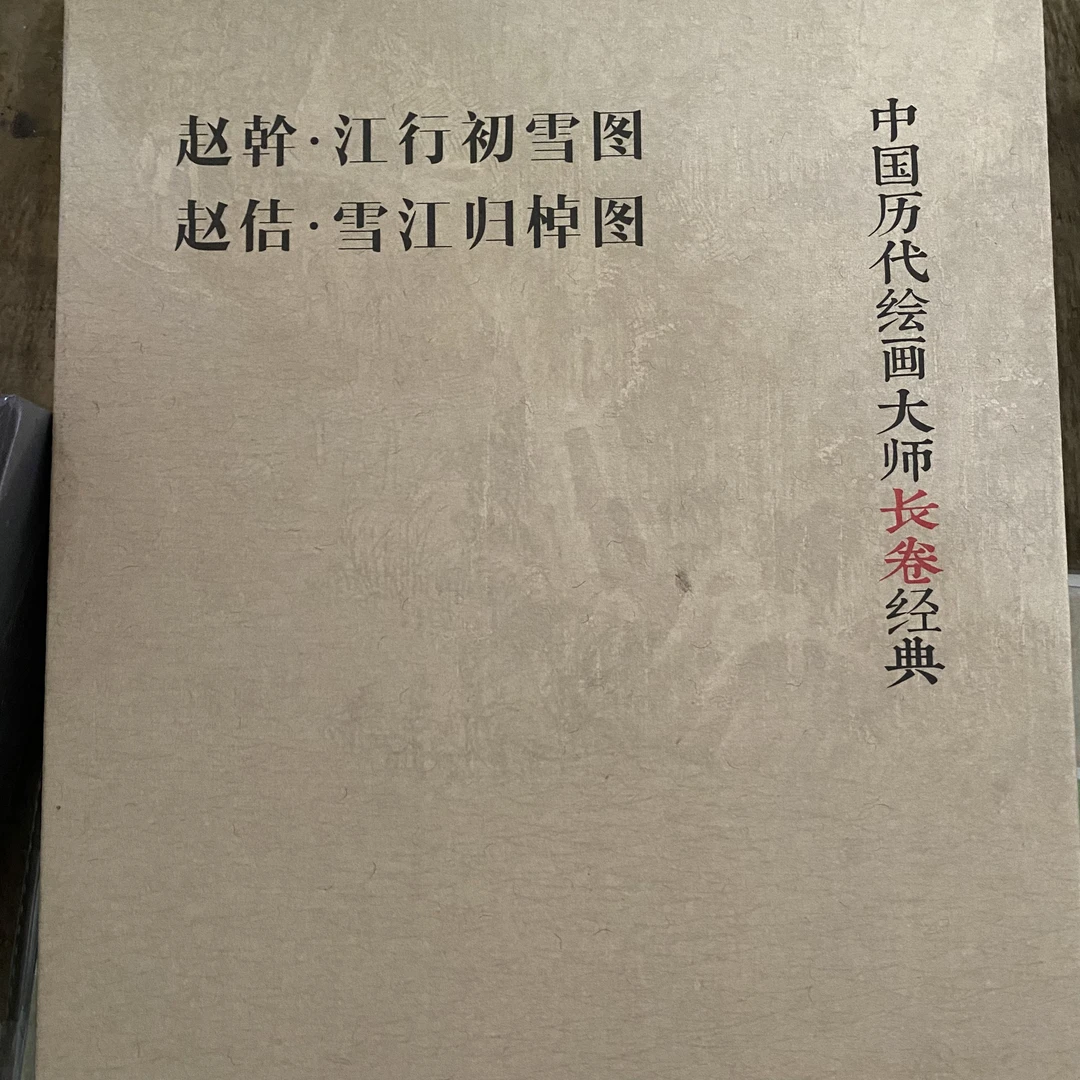 赵幹·江行初雪图
赵佶·雪江归棹图
中国历代绘画大师长卷经典